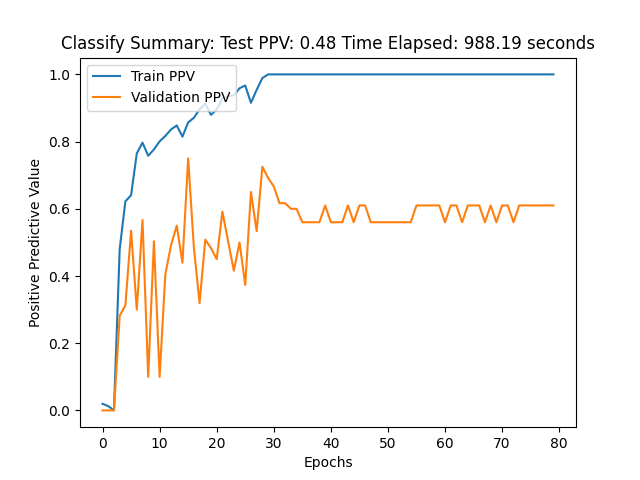 Classify Summary: Test PPV: 0.48 Time Elapsed: 988.19 seconds
Train PPV
Validation PPV
Positive Predictive Value
1.0
0.8
0.6
0.4
0.2
0.0
0 10 20 30 40 50 60 70 80
Epochs